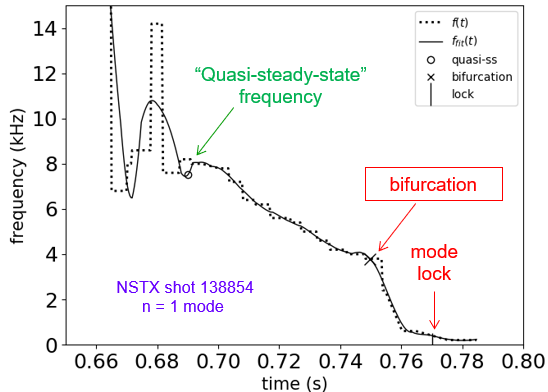 14
12
10
8
6
4
2
0
frequency (kHz)
f(t)
f_fit(t)
quasi-ss
bifurcation
lock
“Quasi-steady-state”
frequency
bifurcation
mode
lock
NSTX shot 138854
n = 1 mode
0.66 0.68 0.70 0.72 0.74 0.76 0.78 0.80
time (s)